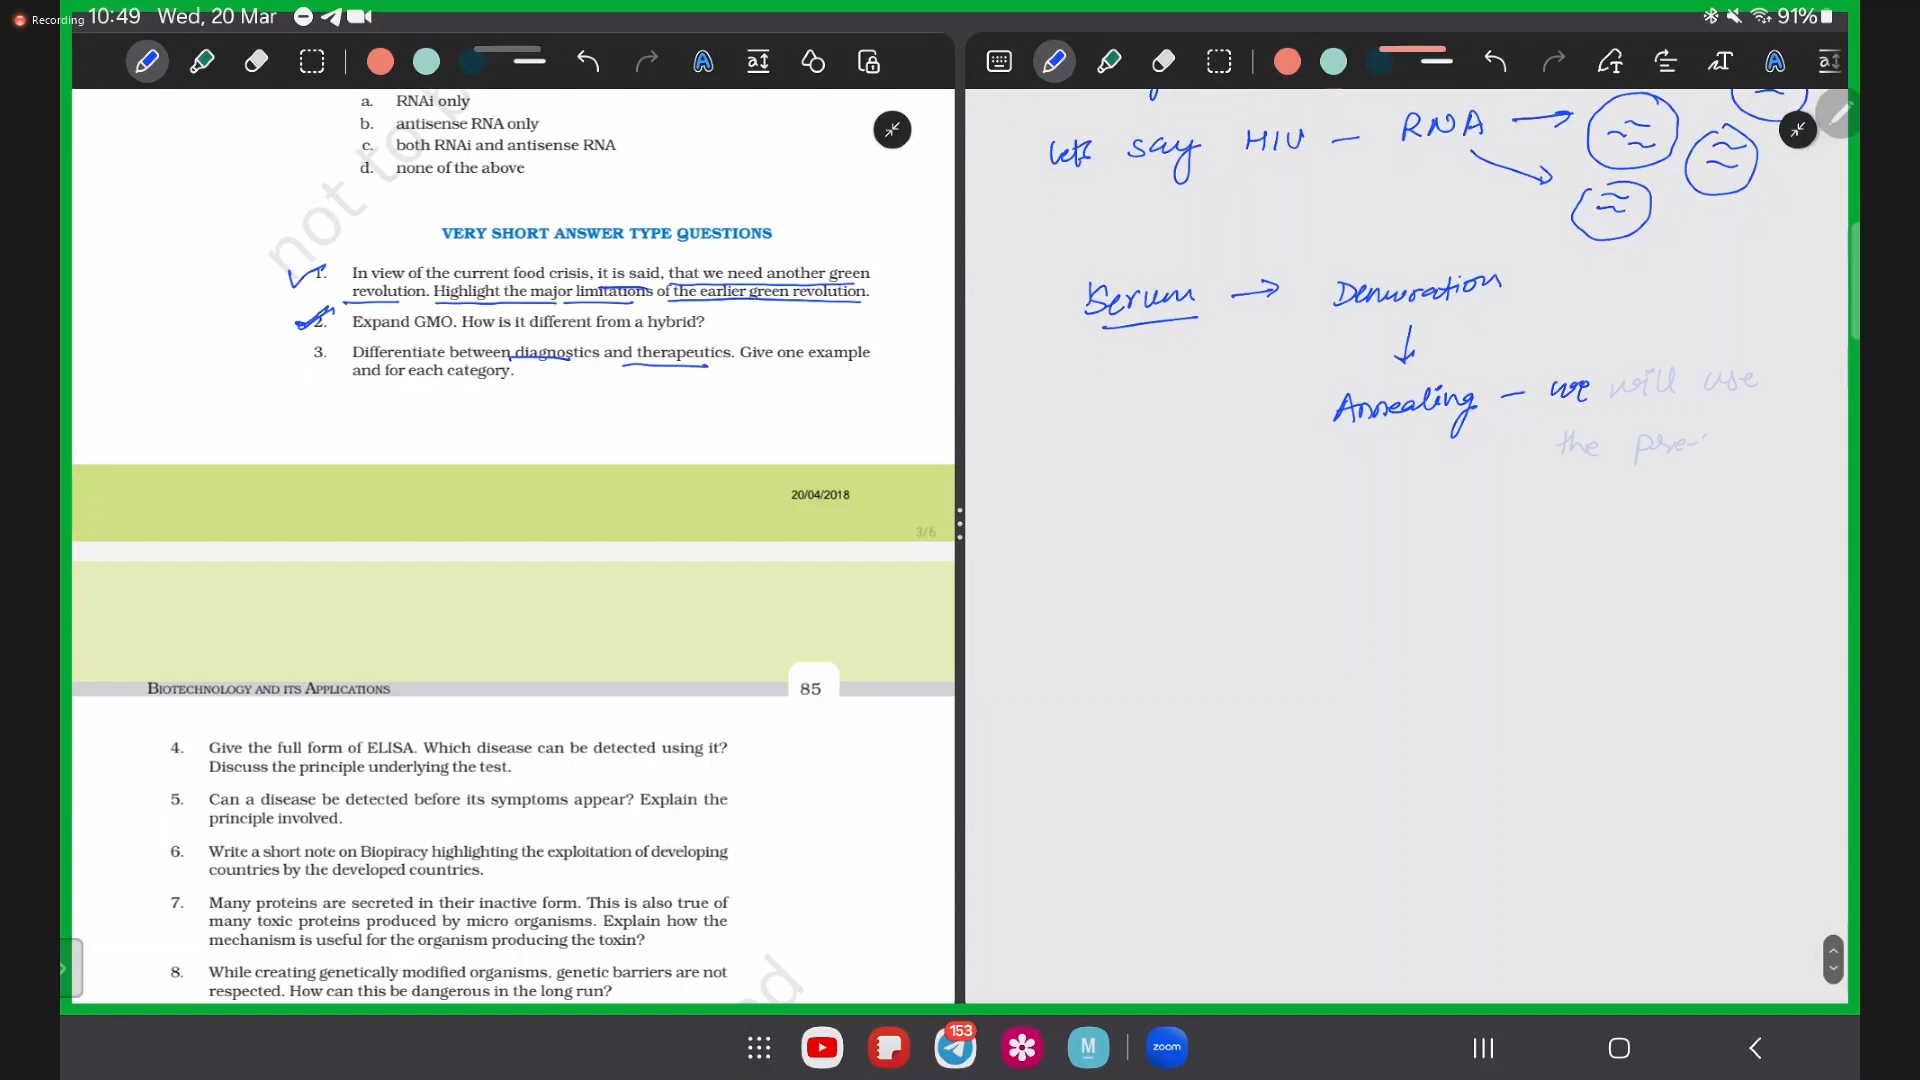 Recording 10:49 Wed, 20 Mar
91%
a. RNAi only
b. antisense RNA only
c. both RNAi and antisense RNA
d. none of the above
not to b
VERY SHORT ANSWER TYPE QUESTIONS
1. In view of the current food crisis, it is said, that we need another green
revolution. Highlight the major limitations of the earlier green revolution.
2. Expand GMO. How is it different from a hybrid?
3. Differentiate between diagnostics and therapeutics. Give one example
and for each category.
20/04/2018
3/6
BIOTECHNOLOGY AND ITS APPLICATIONS
85
4. Give the full form of ELISA. Which disease can be detected using it?
Discuss the principle underlying the test.
5. Can a disease be detected before its symptoms appear? Explain the
principle involved.
6. Write a short note on Biopiracy highlighting the exploitation of developing
countries by the developed countries.
7. Many proteins are secreted in their inactive form. This is also true of
many toxic proteins produced by micro organisms. Explain how the
mechanism is useful for the organism producing the toxin?
8. While creating genetically modified organisms, genetic barriers are not
respected. How can this be dangerous in the long run?
say HIV – RNA
Serum → 
Annealing – we will use
the pre-
153
M
zoom